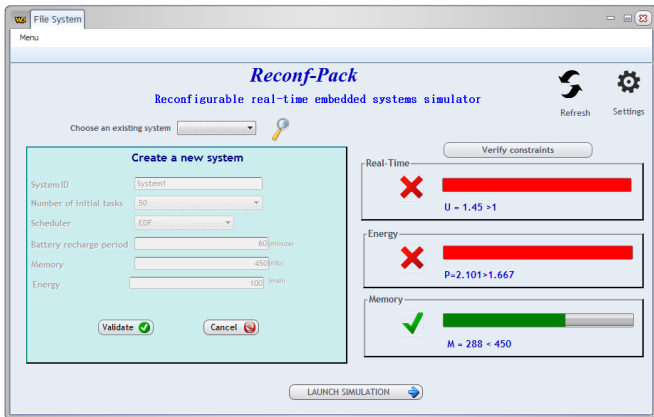 File System
Menu
Reconf-Pack
Reconfigurable real-time embedded systems simulator
Refresh
Settings
Choose an existing system
Create a new system
System ID System1
Number of initial tasks 50
Scheduler EDF
Battery recharge period 60 (minute)
Memory 450 (Kilo)
Energy 100 (mah)
Validate
Cancel
Verify constraints
Real-Time
U = 1.45 >1
Energy
P=2.101>1.667
Memory
M = 288 < 450
LAUNCH SIMULATION